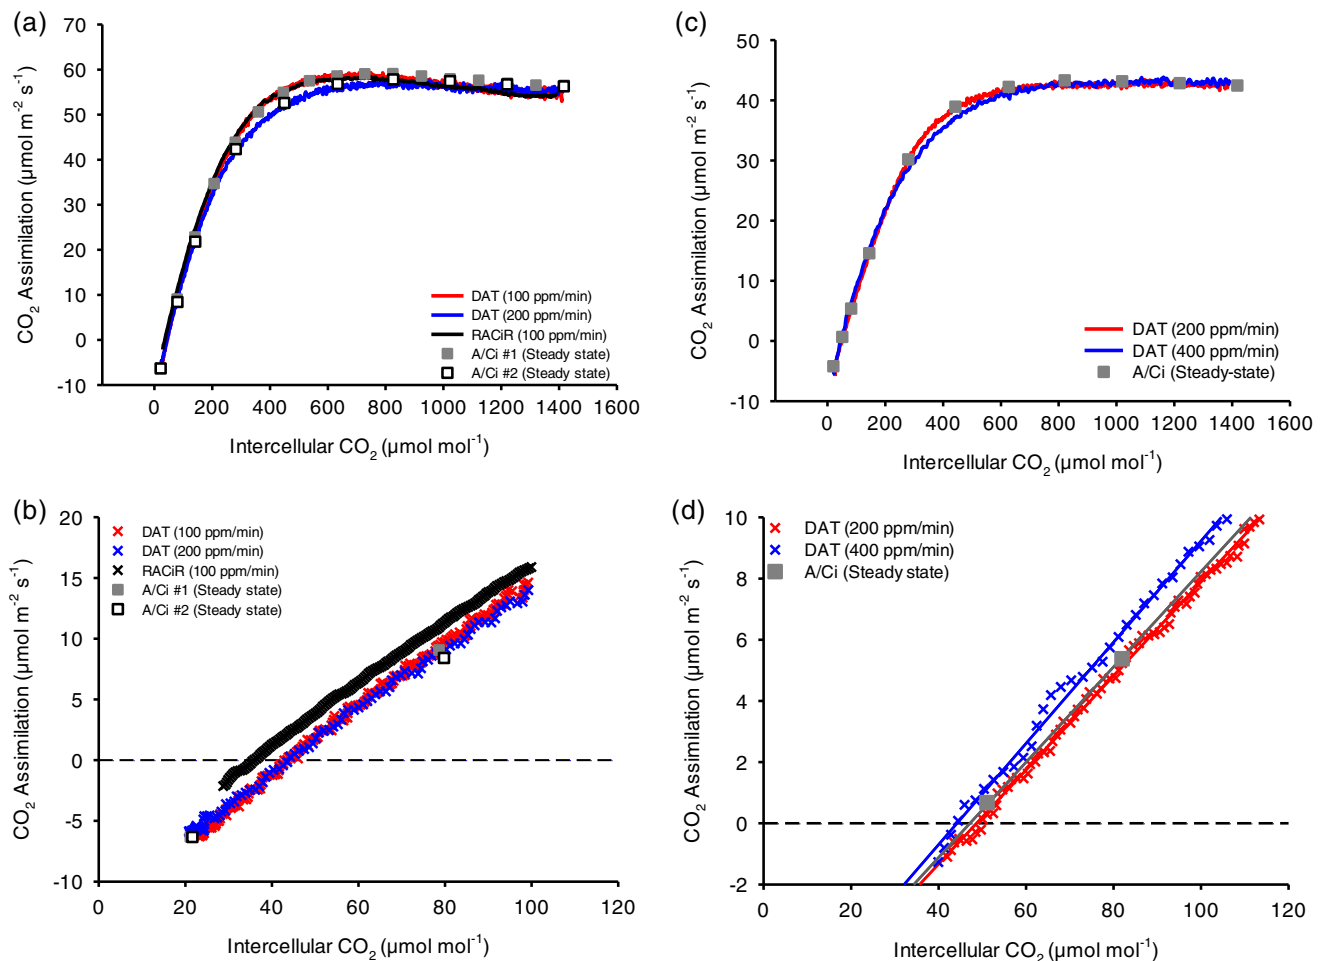 (a)
70
60
50
40
30
20
10
0
-10
CO2 Assimilation (µmol m-2 s-1)
DAT (100 ppm/min)
DAT (200 ppm/min)
RACiR (100 ppm/min)
A/Ci #1 (Steady state)
A/Ci #2 (Steady state)
0 200 400 600 800 1000 1200 1400 1600
Intercellular CO2 (µmol mol-1)
(c)
50
40
30
20
10
0
-10
CO2 Assimilation (µmol m-2 s-1)
DAT (200 ppm/min)
DAT (400 ppm/min)
A/Ci (Steady-state)
0 200 400 600 800 1000 1200 1400 1600
Intercellular CO2 (µmol mol-1)
(b)
20
15
10
5
0
-5
-10
CO2 Assimilation (µmol m-2 s-1)
DAT (100 ppm/min)
DAT (200 ppm/min)
RACiR (100 ppm/min)
A/Ci #1 (Steady state)
A/Ci #2 (Steady state)
0 20 40 60 80 100 120
Intercellular CO2 (µmol mol-1)
(d)
10
8
6
4
2
0
-2
CO2 Assimilation (µmol m-2 s-1)
DAT (200 ppm/min)
DAT (400 ppm/min)
A/Ci (Steady state)
0 20 40 60 80 100 120
Intercellular CO2 (µmol mol-1)